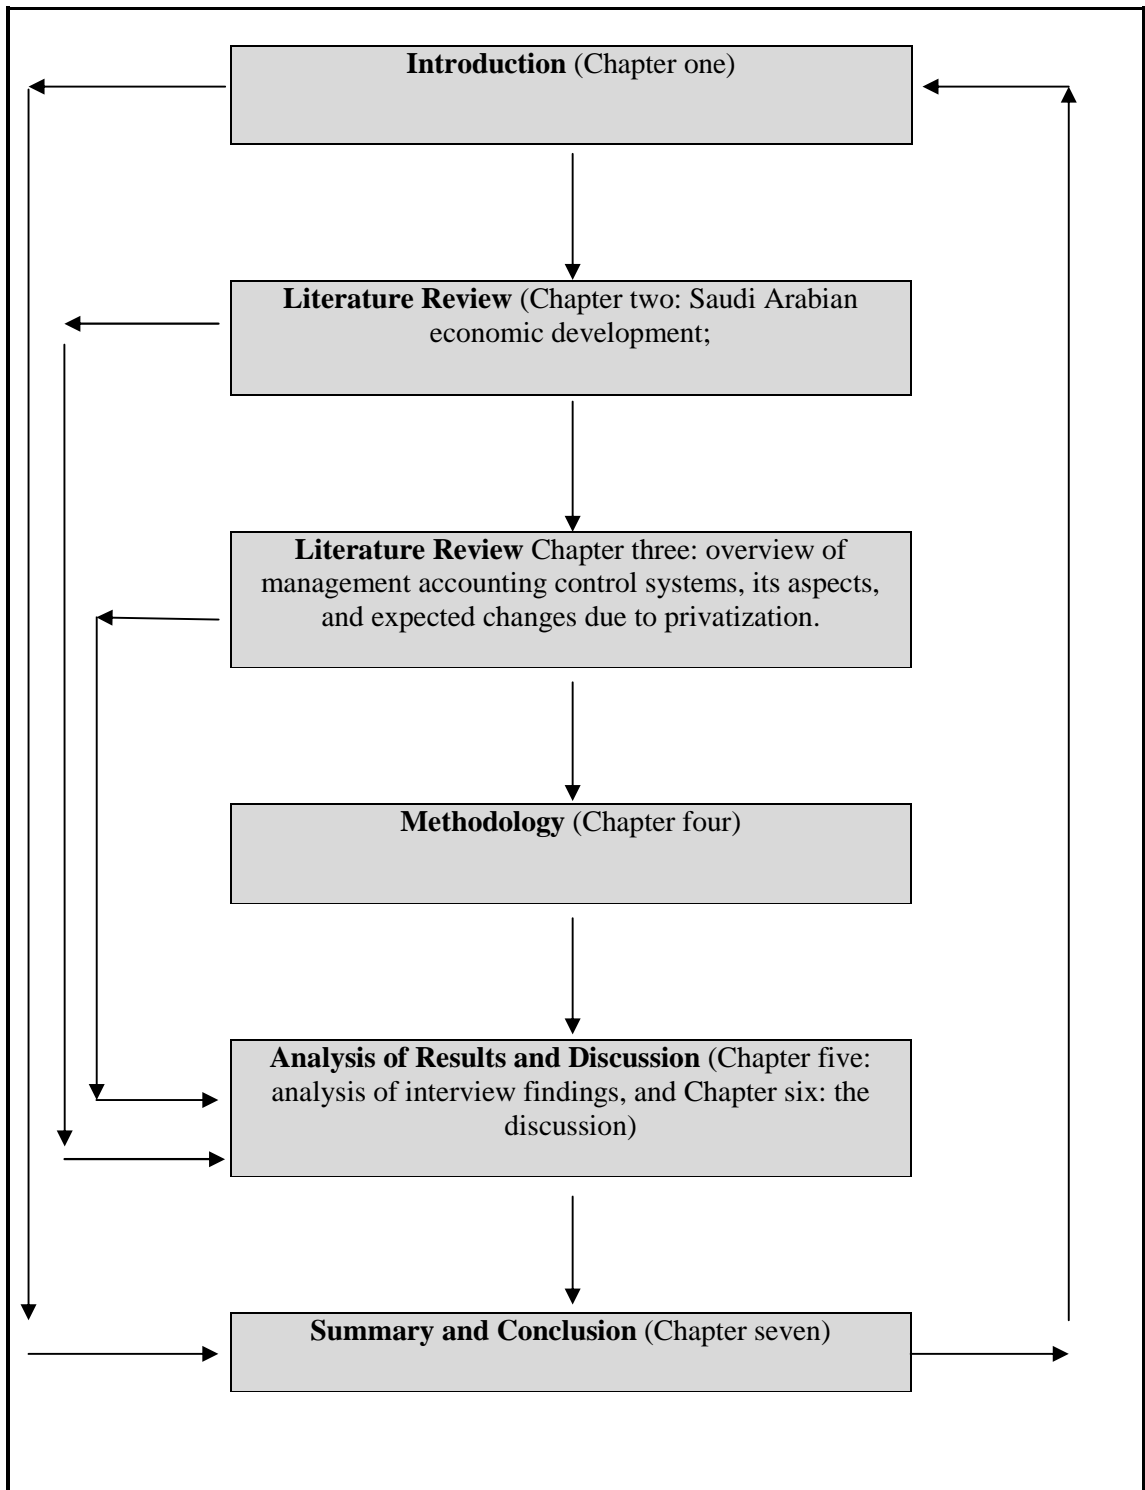 Introduction (Chapter one)
Literature Review (Chapter two: Saudi Arabian
economic development;
Literature Review Chapter three: overview of
management accounting control systems, its aspects,
and expected changes due to privatization.
Methodology (Chapter four)
Analysis of Results and Discussion (Chapter five:
analysis of interview findings, and Chapter six: the
discussion)
Summary and Conclusion (Chapter seven)